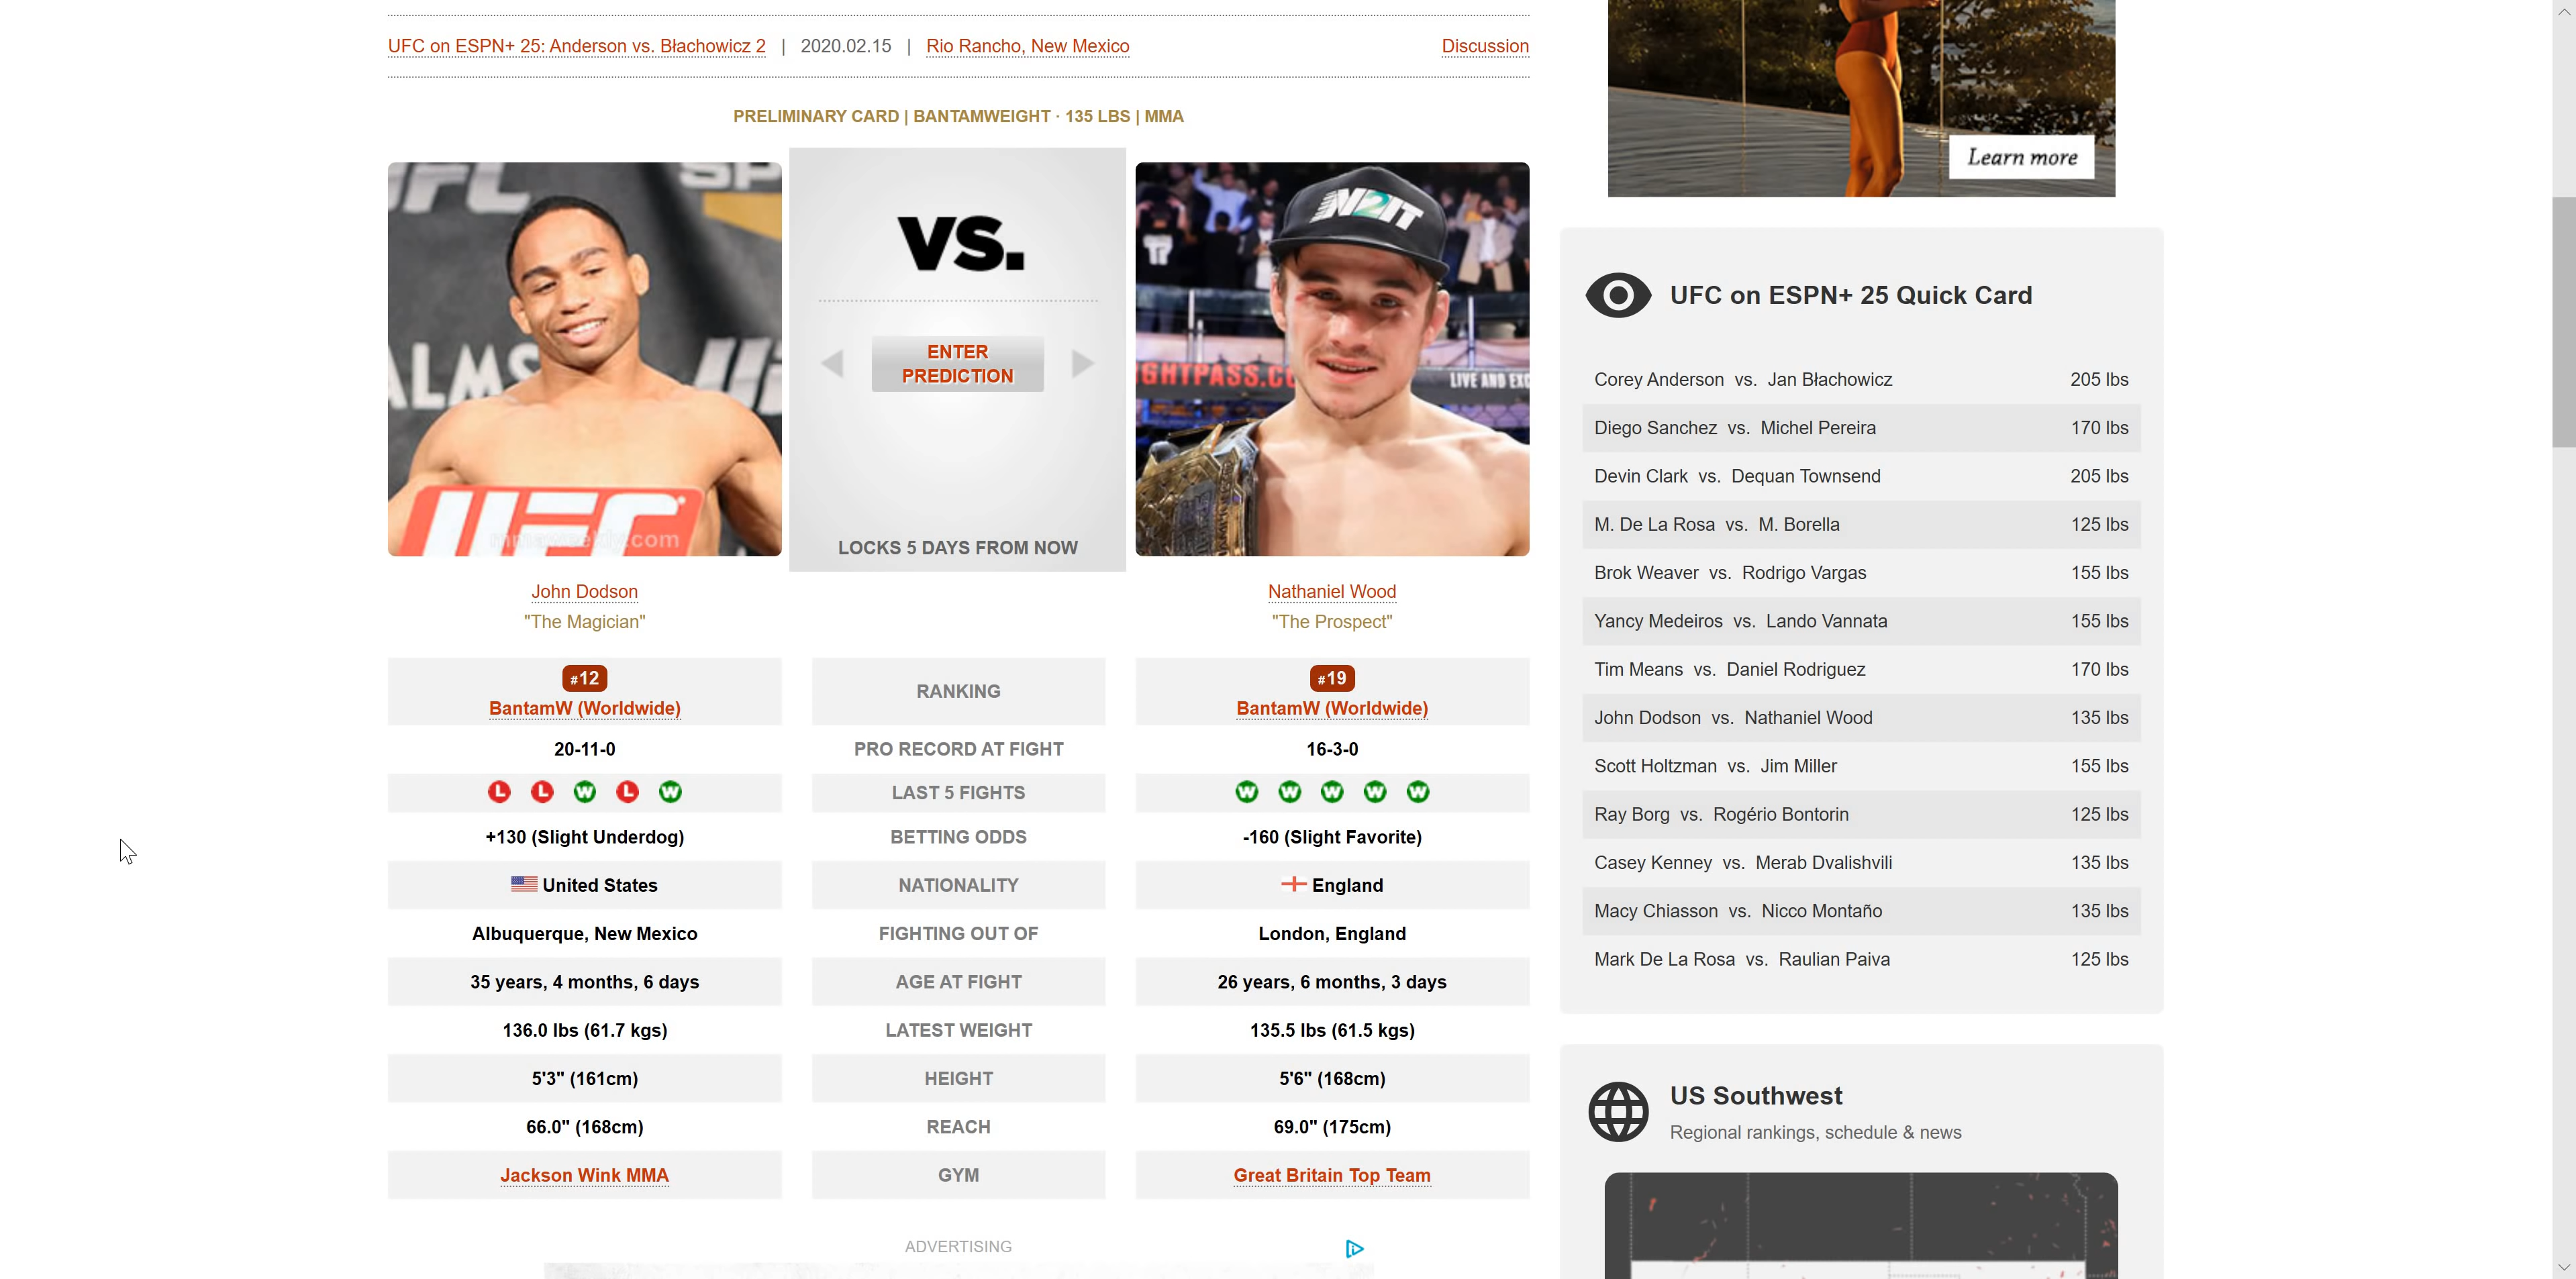 UFC on ESPN+ 25: Anderson vs. Błachowicz 2 | 2020.02.15 | Rio Rancho, New Mexico
Discussion
PRELIMINARY CARD | BANTAMWEIGHT · 135 LBS | MMA
UFC
SP
ALMS
UFC
mmaweekly.com
VS.
ENTER
PREDICTION
LOCKS 5 DAYS FROM NOW
N2IT
GHTPASS.C
LIVE AND EXC
John Dodson
"The Magician"
Nathaniel Wood
"The Prospect"
#12
BantamW (Worldwide)
RANKING
#19
BantamW (Worldwide)
20-11-0 PRO RECORD AT FIGHT 16-3-0
L L W L W LAST 5 FIGHTS W W W W W
+130 (Slight Underdog) BETTING ODDS -160 (Slight Favorite)
United States NATIONALITY England
Albuquerque, New Mexico FIGHTING OUT OF London, England
35 years, 4 months, 6 days AGE AT FIGHT 26 years, 6 months, 3 days
136.0 lbs (61.7 kgs) LATEST WEIGHT 135.5 lbs (61.5 kgs)
5'3" (161cm) HEIGHT 5'6" (168cm)
66.0" (168cm) REACH 69.0" (175cm)
Jackson Wink MMA GYM Great Britain Top Team
ADVERTISING
Learn more
UFC on ESPN+ 25 Quick Card
Corey Anderson vs. Jan Błachowicz 205 lbs
Diego Sanchez vs. Michel Pereira 170 lbs
Devin Clark vs. Dequan Townsend 205 lbs
M. De La Rosa vs. M. Borella 125 lbs
Brok Weaver vs. Rodrigo Vargas 155 lbs
Yancy Medeiros vs. Lando Vannata 155 lbs
Tim Means vs. Daniel Rodriguez 170 lbs
John Dodson vs. Nathaniel Wood 135 lbs
Scott Holtzman vs. Jim Miller 155 lbs
Ray Borg vs. Rogério Bontorin 125 lbs
Casey Kenney vs. Merab Dvalishvili 135 lbs
Macy Chiasson vs. Nicco Montaño 135 lbs
Mark De La Rosa vs. Raulian Paiva 125 lbs
US Southwest
Regional rankings, schedule & news